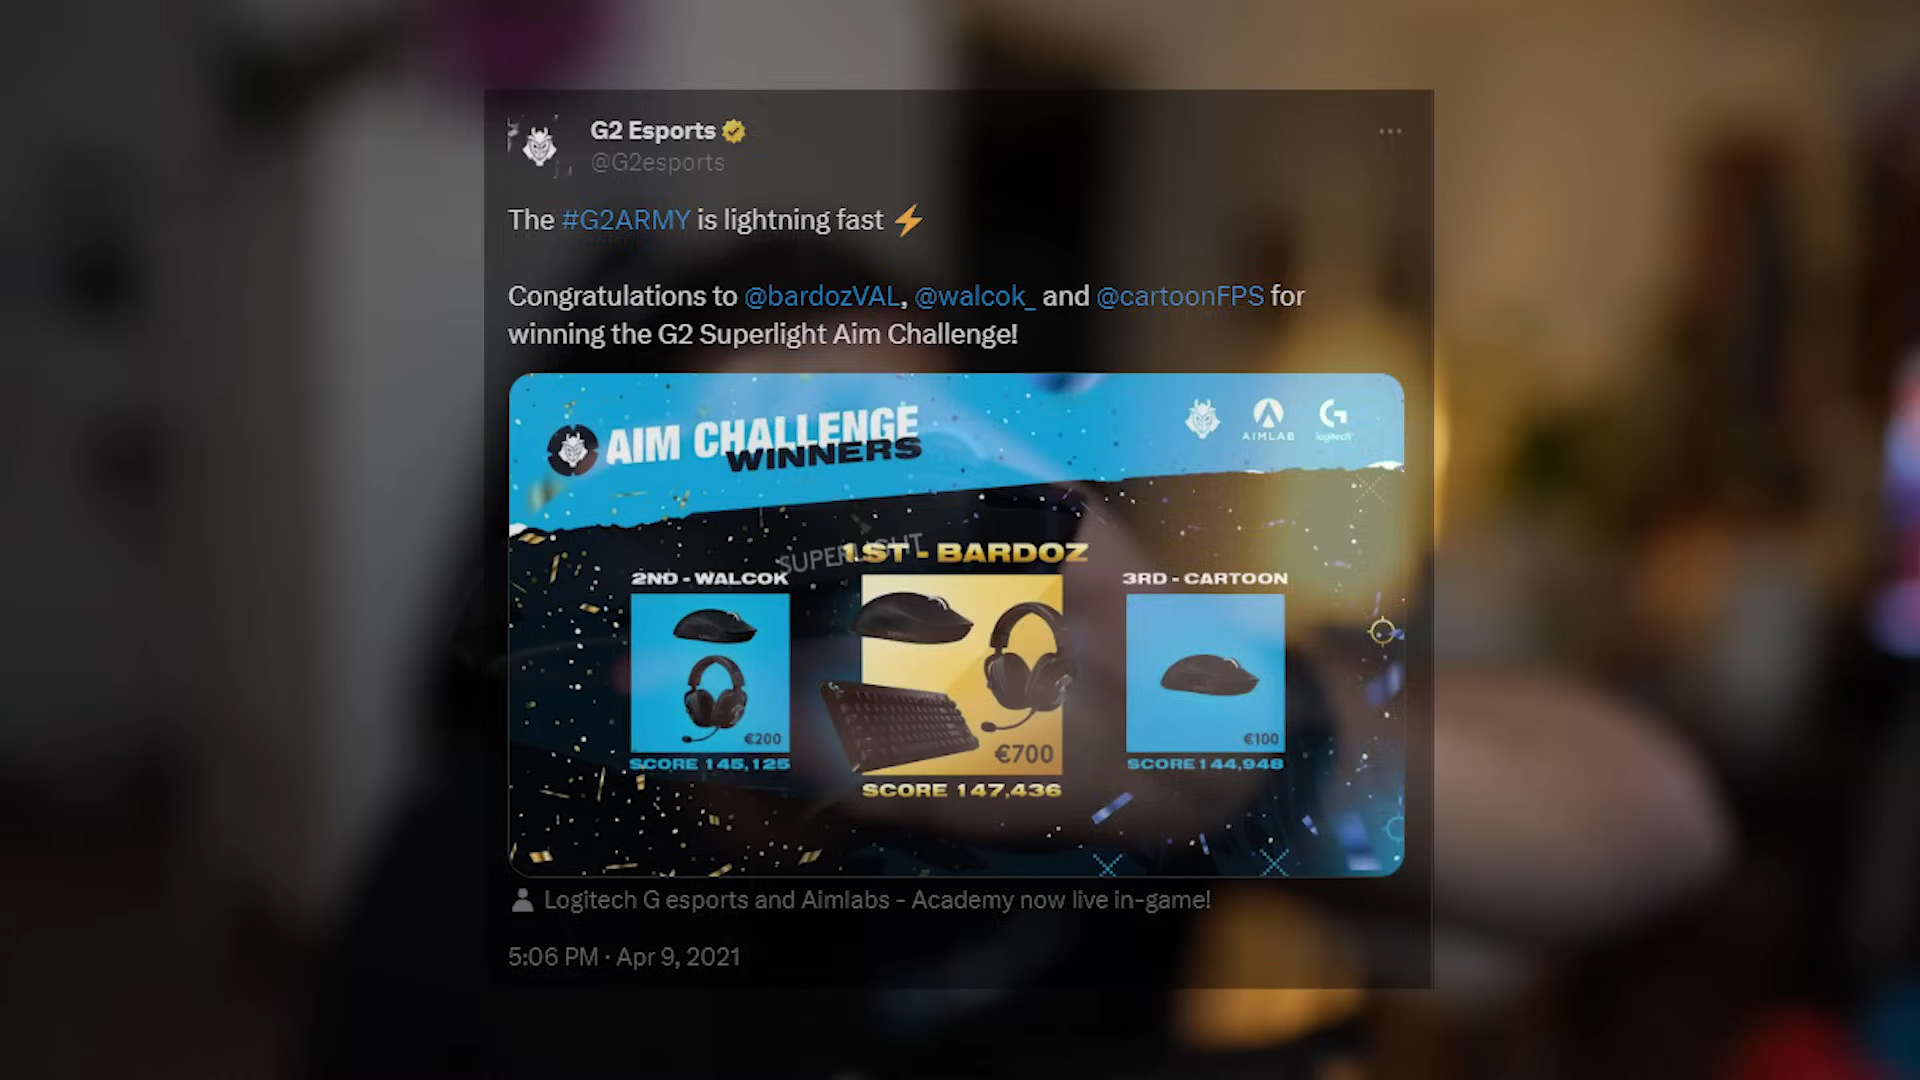 G2 Esports
@G2esports
The #G2ARMY is lightning fast ⚡
Congratulations to @bardozVAL, @walcok_ and @cartoonFPS for
winning the G2 Superlight Aim Challenge!
AIM CHALLENGE
WINNERS
AIMLAB
logitech
SUPERLIGHT
1ST - BARDOZ
2ND - WALCOK
3RD - CARTOON
€200
€700
€100
SCORE 145,125
SCORE 147,436
SCORE 144,948
Logitech G esports and Aimlabs - Academy now live in-game!
5:06 PM · Apr 9, 2021